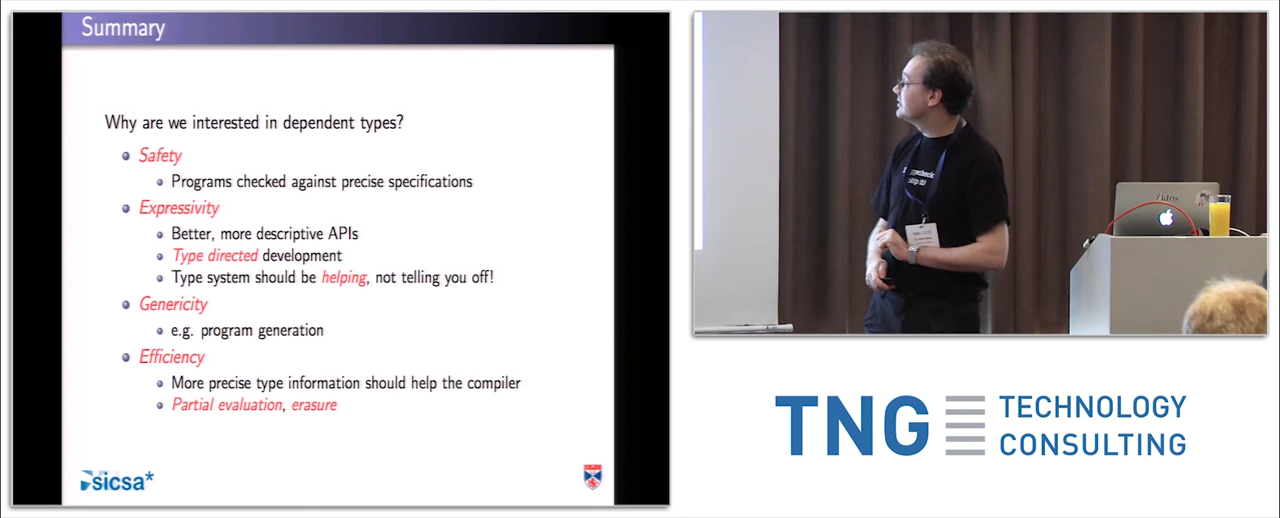 Summary
Why are we interested in dependent types?
Safety
Programs checked against precise specifications
Expressivity
Better, more descriptive APIs
Type directed development
Type system should be helping, not telling you off!
Genericity
e.g. program generation
Efficiency
More precise type information should help the compiler
Partial evaluation, erasure
sicsa*
Idris
TNG TECHNOLOGY
CONSULTING